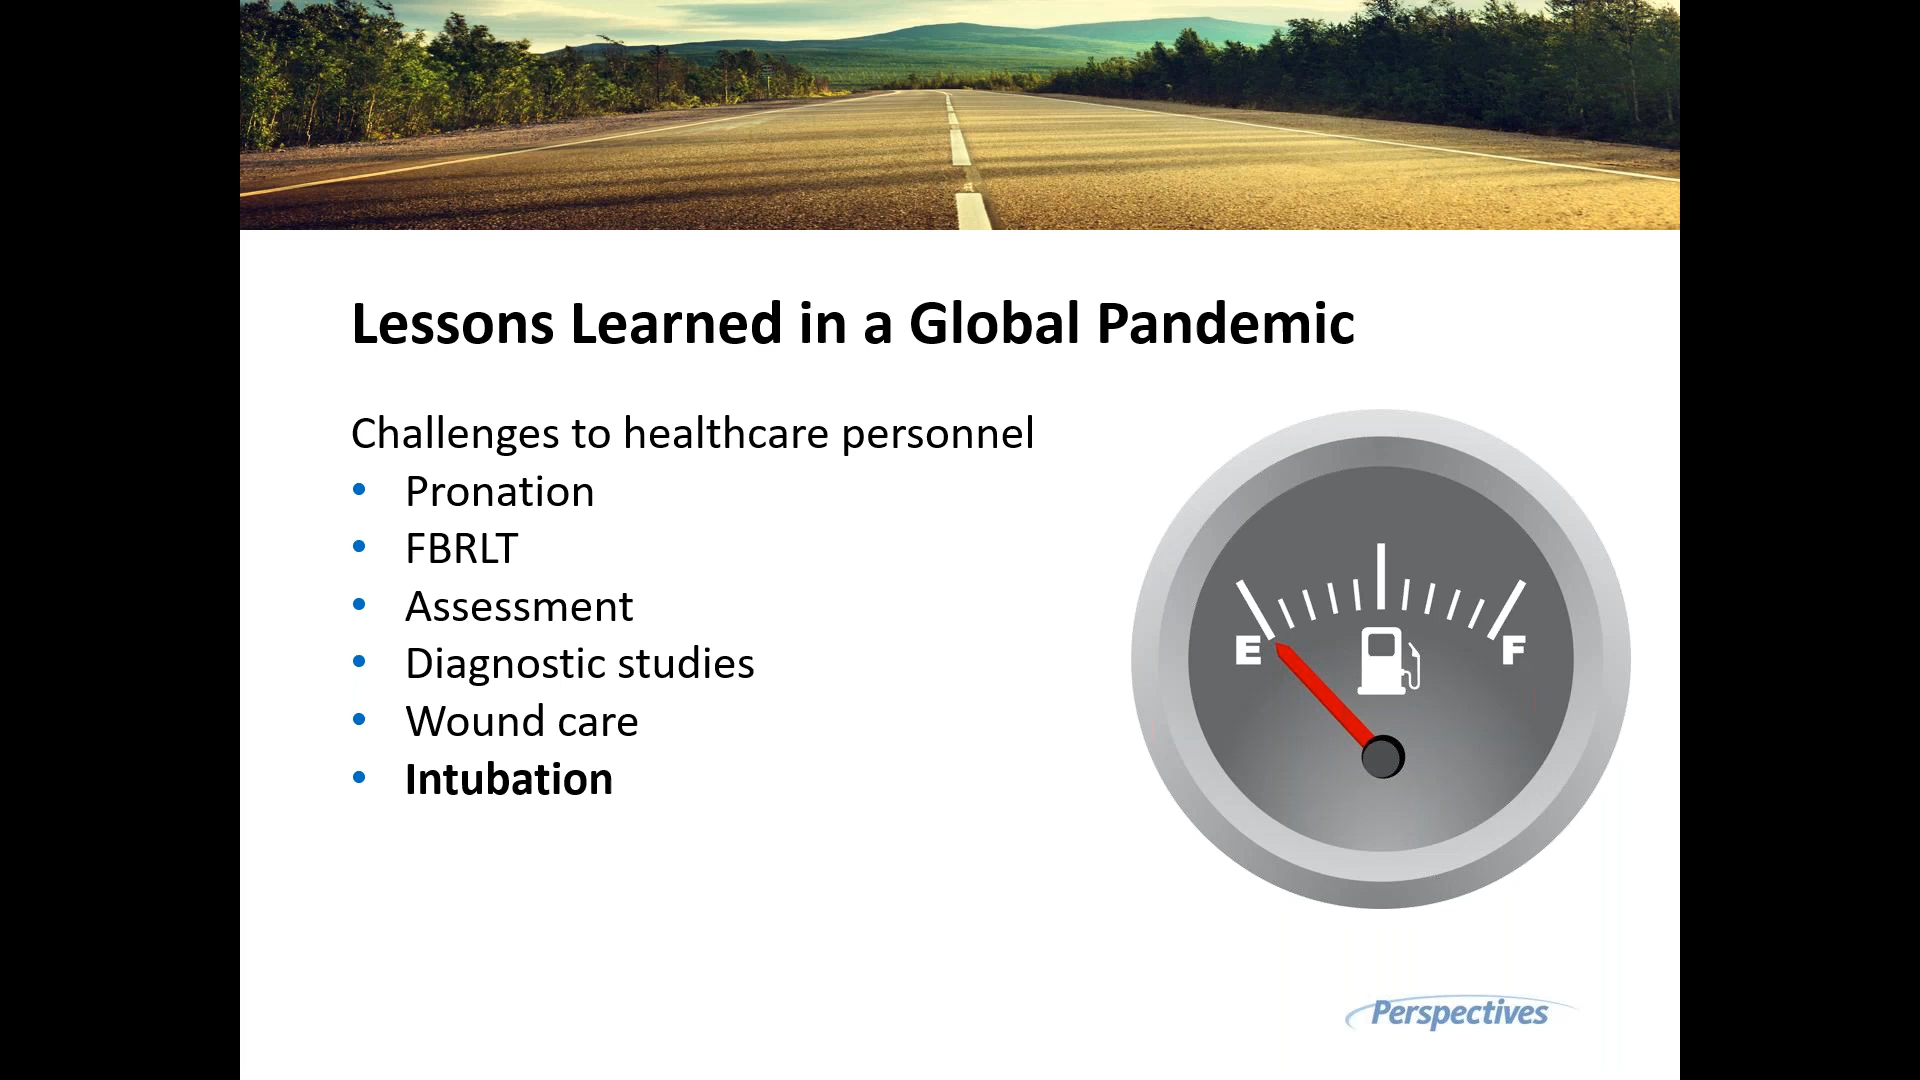 Lessons Learned in a Global Pandemic
Challenges to healthcare personnel
• Pronation
• FBRLT
• Assessment
• Diagnostic studies
• Wound care
• Intubation
E
F
Perspectives